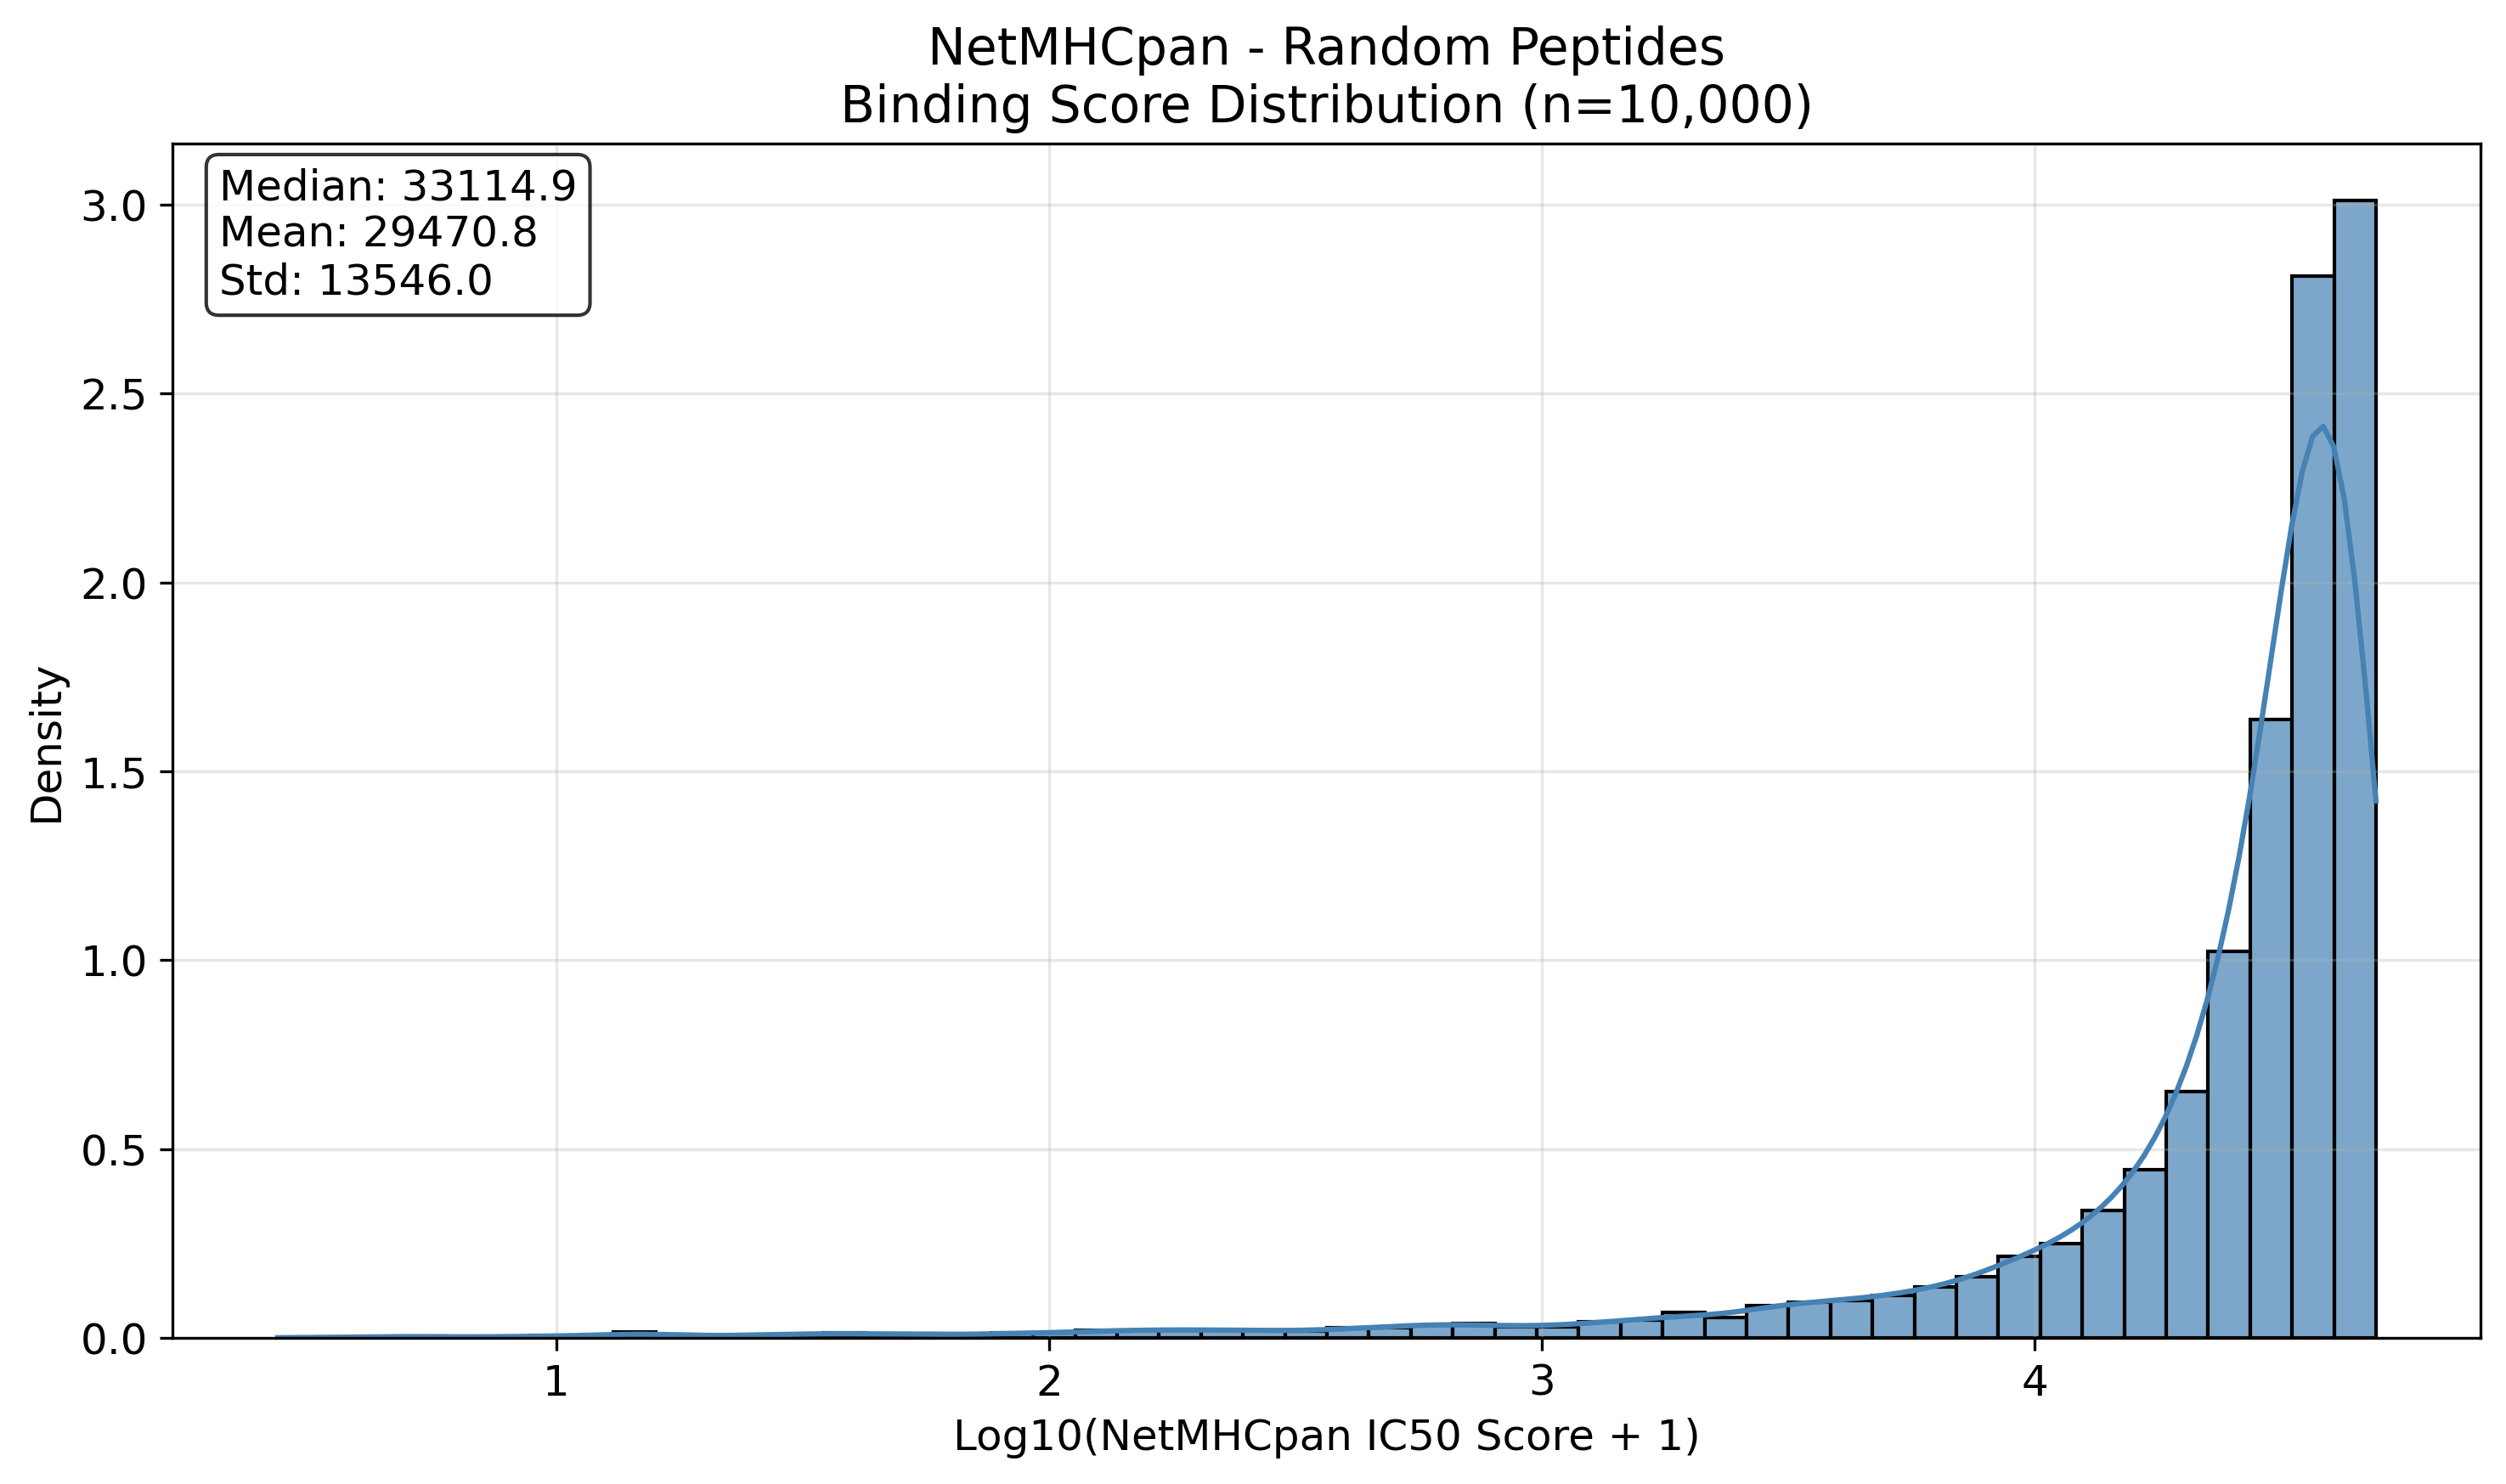 NetMHCpan - Random Peptides
Binding Score Distribution (n=10,000)
Median: 33114.9
Mean: 29470.8
Std: 13546.0
3.0
2.5
2.0
1.5
1.0
0.5
0.0
Density
1 2 3 4
Log10(NetMHCpan IC50 Score + 1)